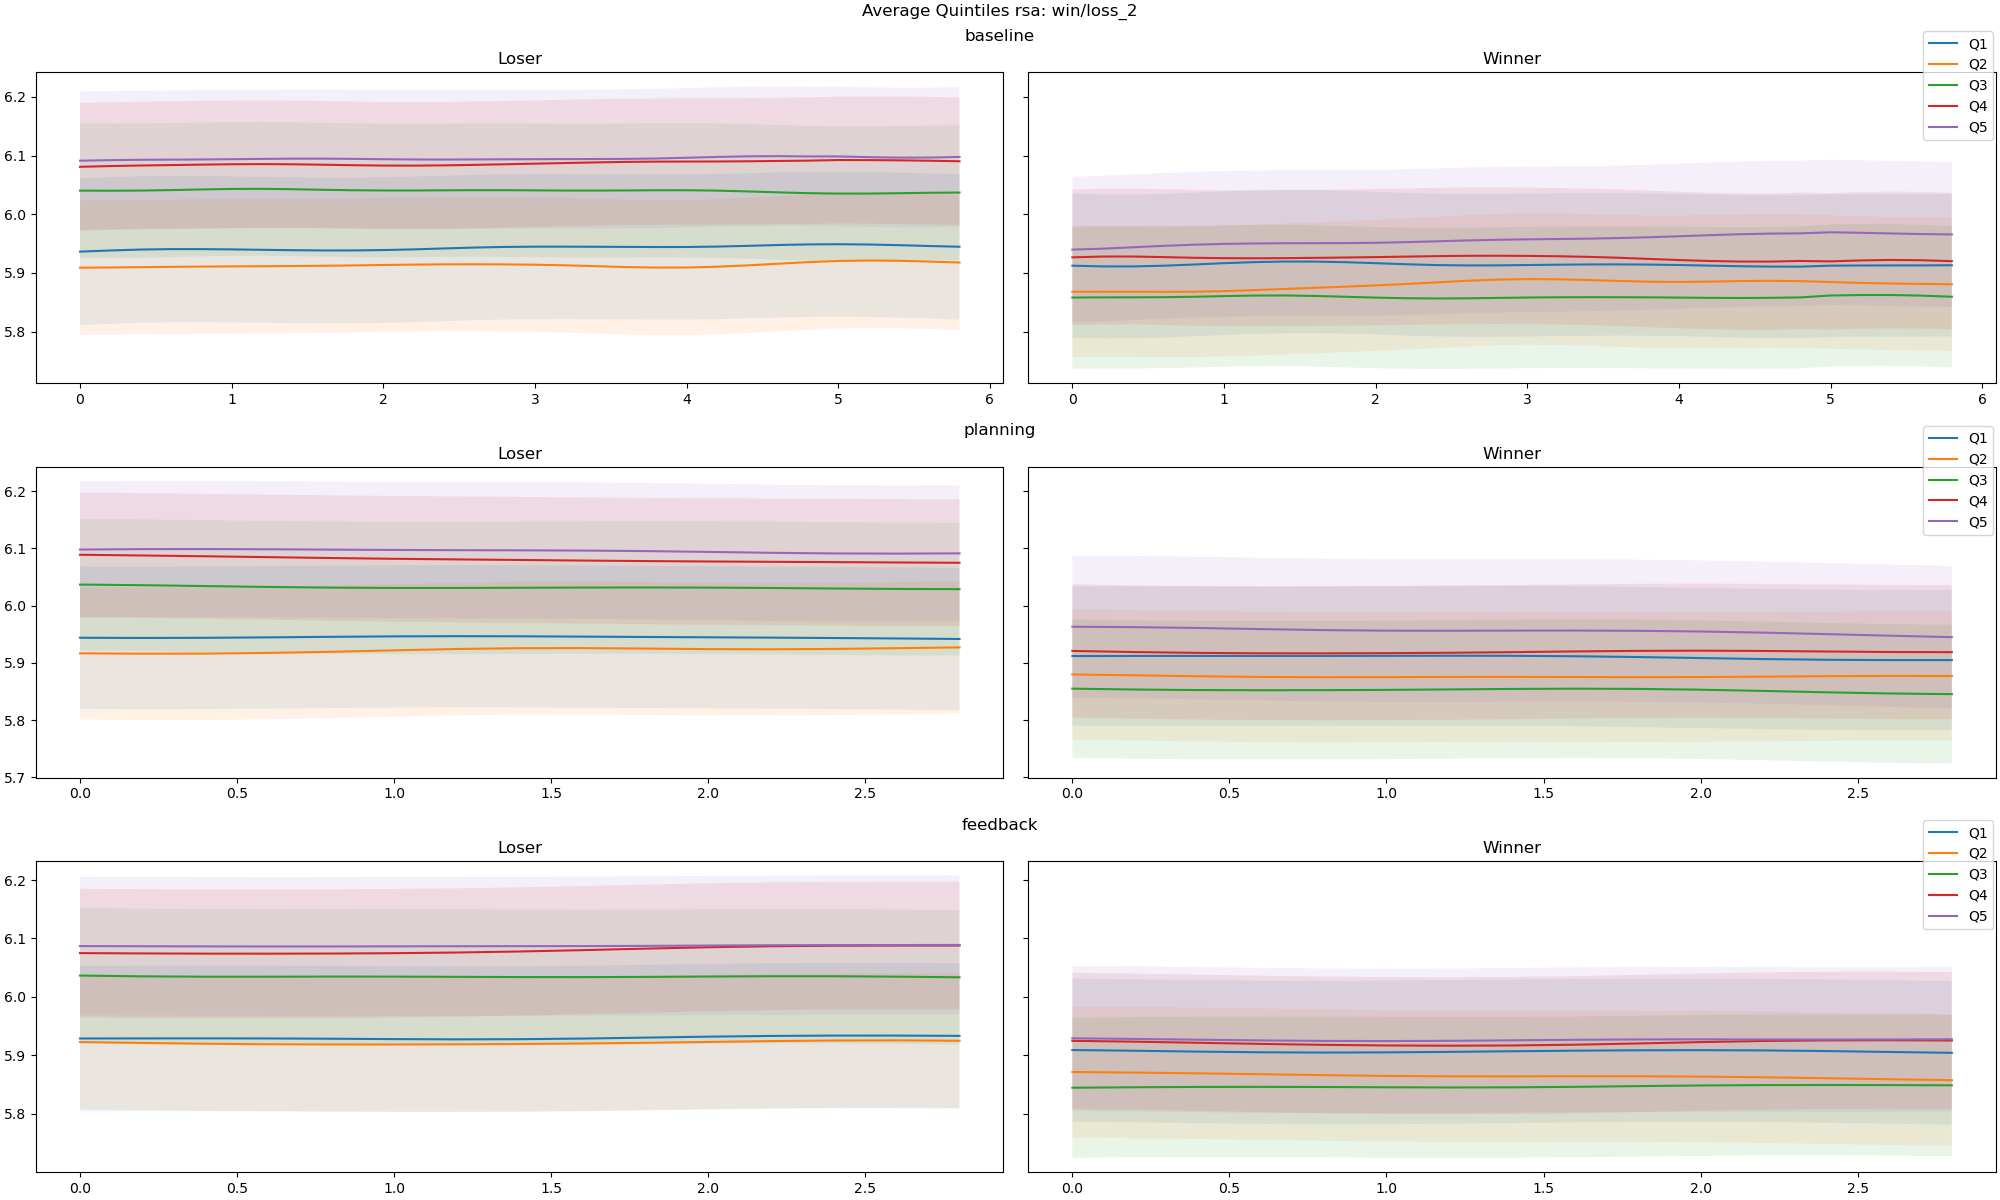 Average Quintiles rsa: win/loss_2
baseline
Loser
Winner
Q1
Q2
Q3
Q4
Q5
6.2
6.1
6.0
5.9
5.8
0 1 2 3 4 5 6
0 1 2 3 4 5 6
planning
Loser
Winner
Q1
Q2
Q3
Q4
Q5
6.2
6.1
6.0
5.9
5.8
5.7
0.0 0.5 1.0 1.5 2.0 2.5
0.0 0.5 1.0 1.5 2.0 2.5
feedback
Loser
Winner
Q1
Q2
Q3
Q4
Q5
6.2
6.1
6.0
5.9
5.8
0.0 0.5 1.0 1.5 2.0 2.5
0.0 0.5 1.0 1.5 2.0 2.5